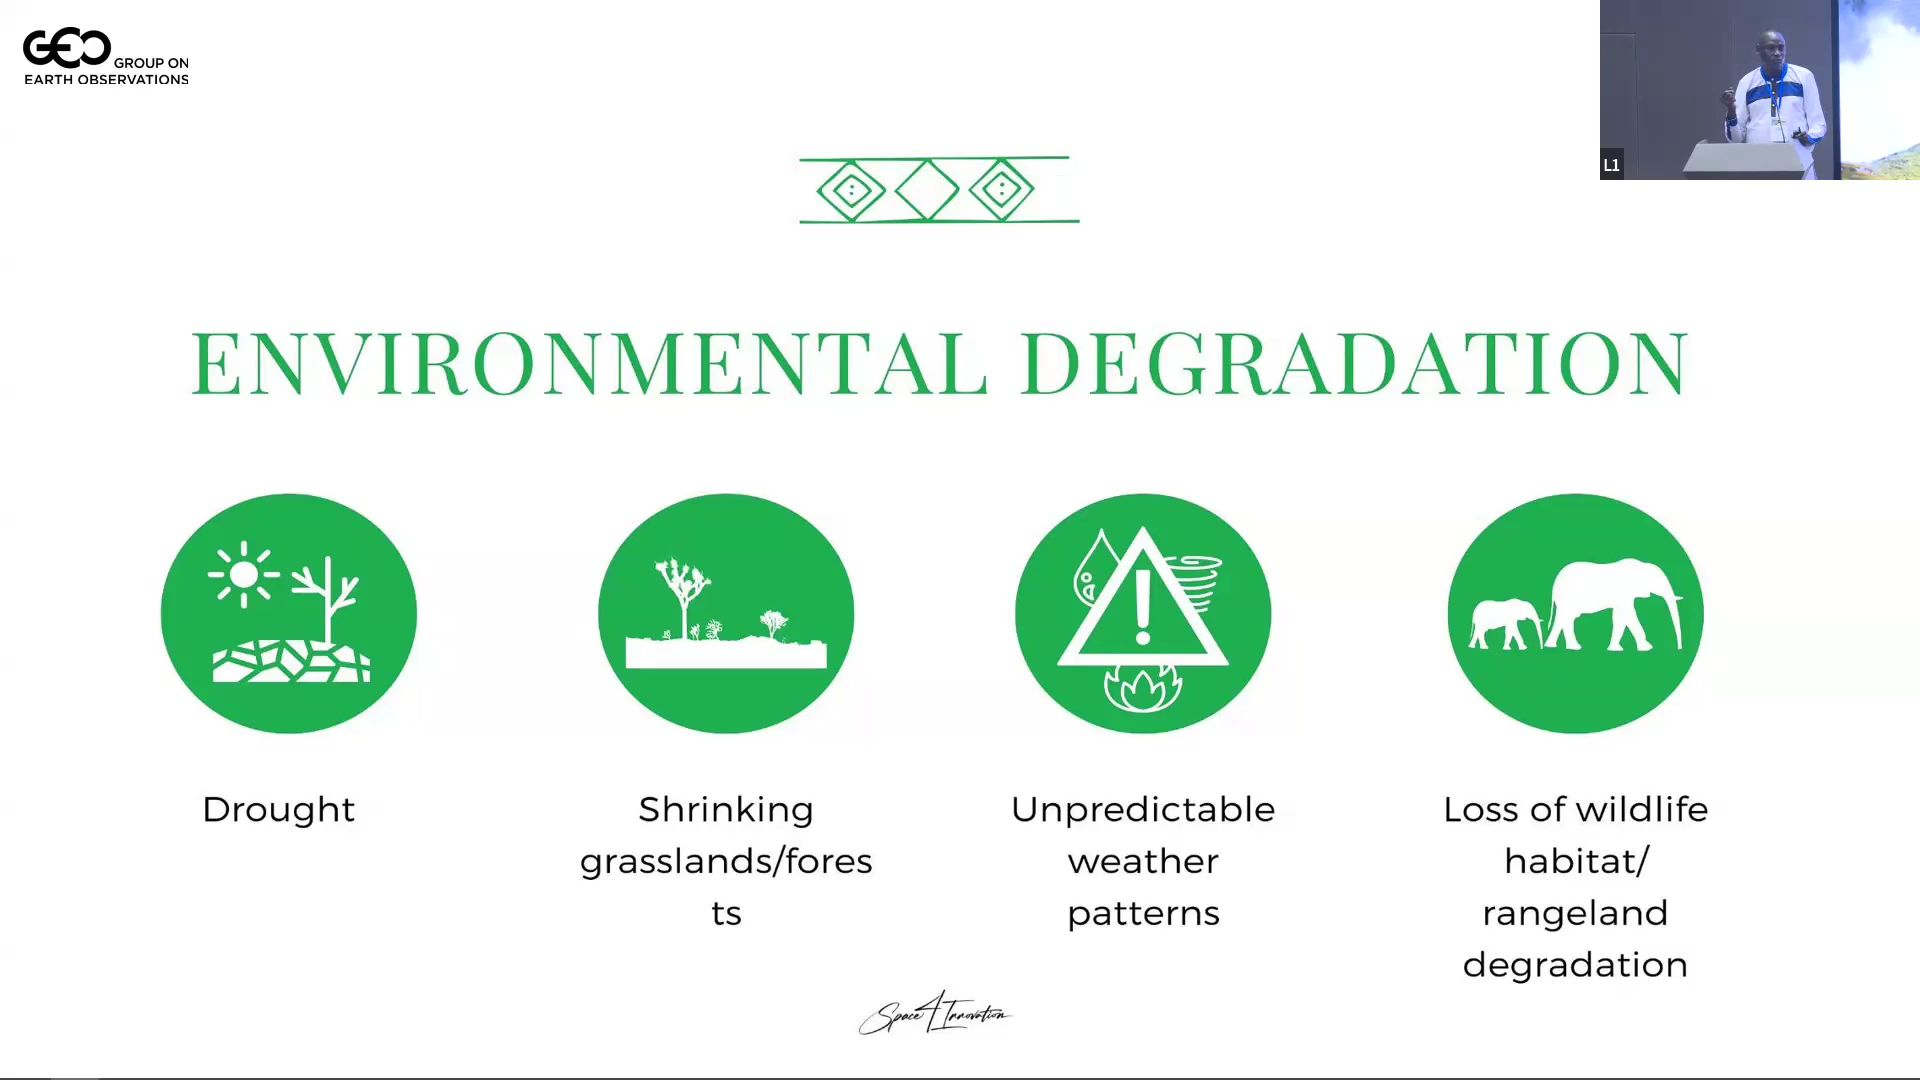 GEO GROUP ON
EARTH OBSERVATIONS
L1
ENVIRONMENTAL DEGRADATION
Drought
Shrinking
grasslands/fores
ts
Unpredictable
weather
patterns
Loss of wildlife
habitat/
rangeland
degradation
Space4Innovation